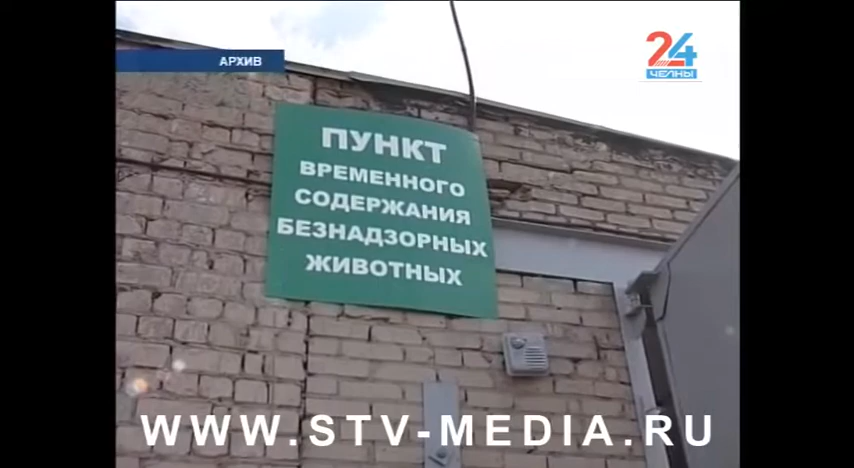 АРХИВ
24
ЧЕЛНЫ
ПУНКТ
ВРЕМЕННОГО
СОДЕРЖАНИЯ
БЕЗНАДЗОРНЫХ
ЖИВОТНЫХ
WWW.STV-MEDIA.RU